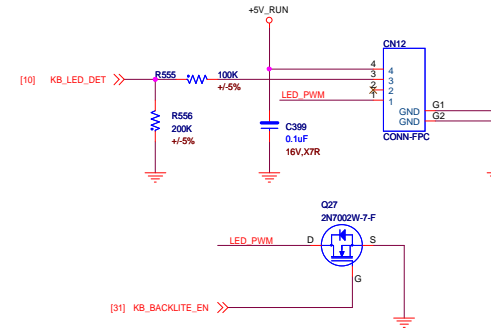 +5V_RUN
CN12
[10] KB_LED_DET
R555
100K
+/-5%
4
3
2
1
4
3
2
1
LED_PWM
GND
GND
G1
G2
CONN-FPC
R556
200K
+/-5%
C399
0.1uF
16V,X7R
Q27
2N7002W-7-F
LED_PWM
D
S
G
[31] KB_BACKLITE_EN